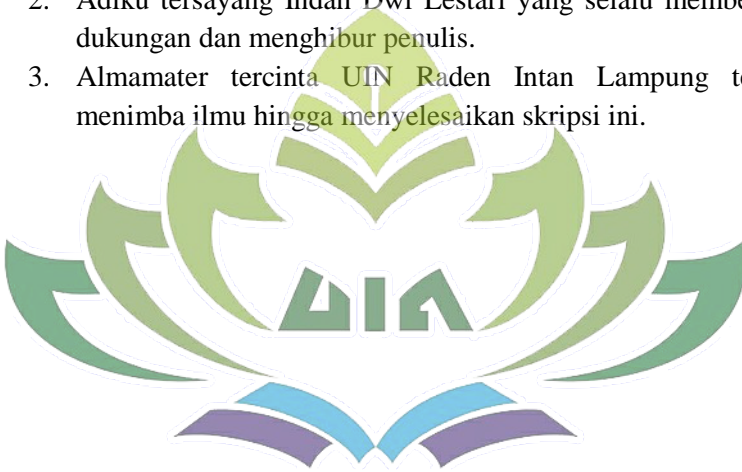 2. Adiku tersayang Indah Dwi Lestari yang selalu
dukungan dan menghibur penulis.
3. Almamater tercinta UIN Raden Intan Lampung
menimba ilmu hingga menyelesaikan skripsi ini.
UIN